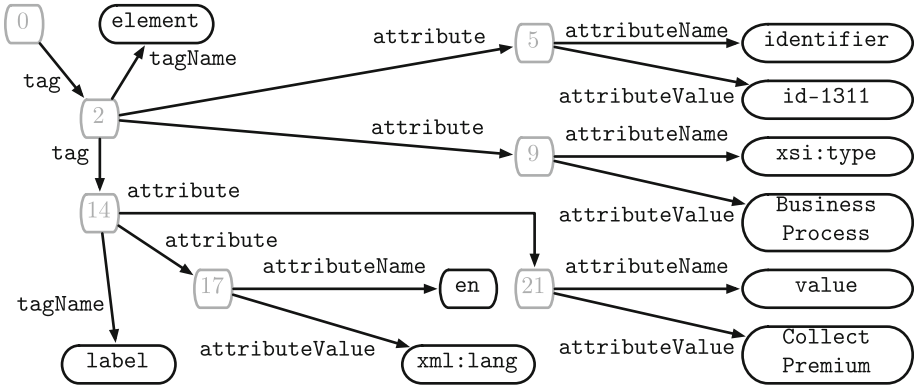 0
element
attribute
5
attributeName
identifier
tagName
tag
attributeValue
id-1311
2
attribute
attributeName
tag
9
xsi:type
attribute
14
attributeValue
Business
Process
attribute
attributeName
attributeName
17
en
21
value
tagName
attributeValue
attributeValue
Collect
Premium
label
xml:lang